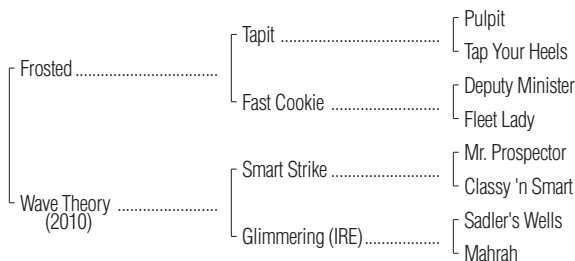 Pulpit
Tapit ................................
Tap Your Heels
Frosted .............................
Deputy Minister
Fast Cookie ......................
Fleet Lady
Mr. Prospector
Smart Strike ......................
Classy 'n Smart
Wave Theory ....................
(2010)
Sadler's Wells
Glimmering (IRE)...............
Mahrah